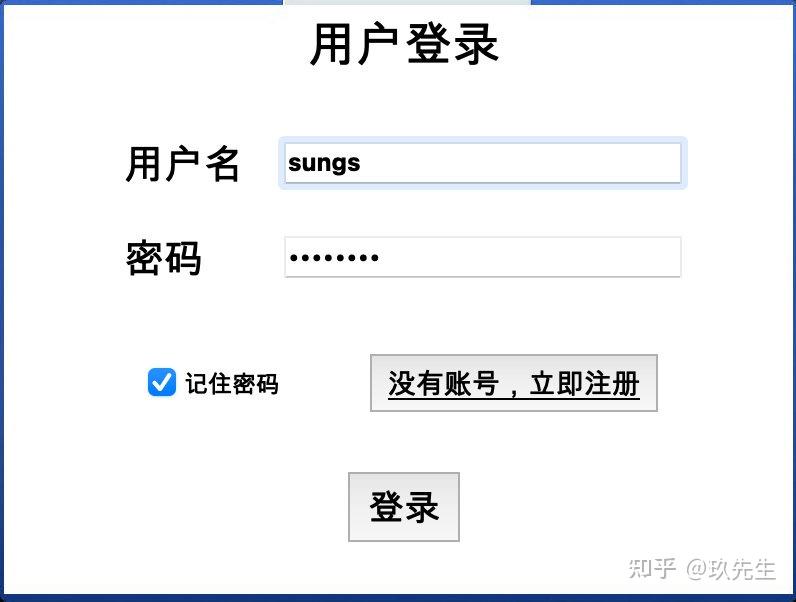 用户登录
用户名 sungs
密码 ••••••••
记住密码 没有账号，立即注册
登录
知乎 @玖先生